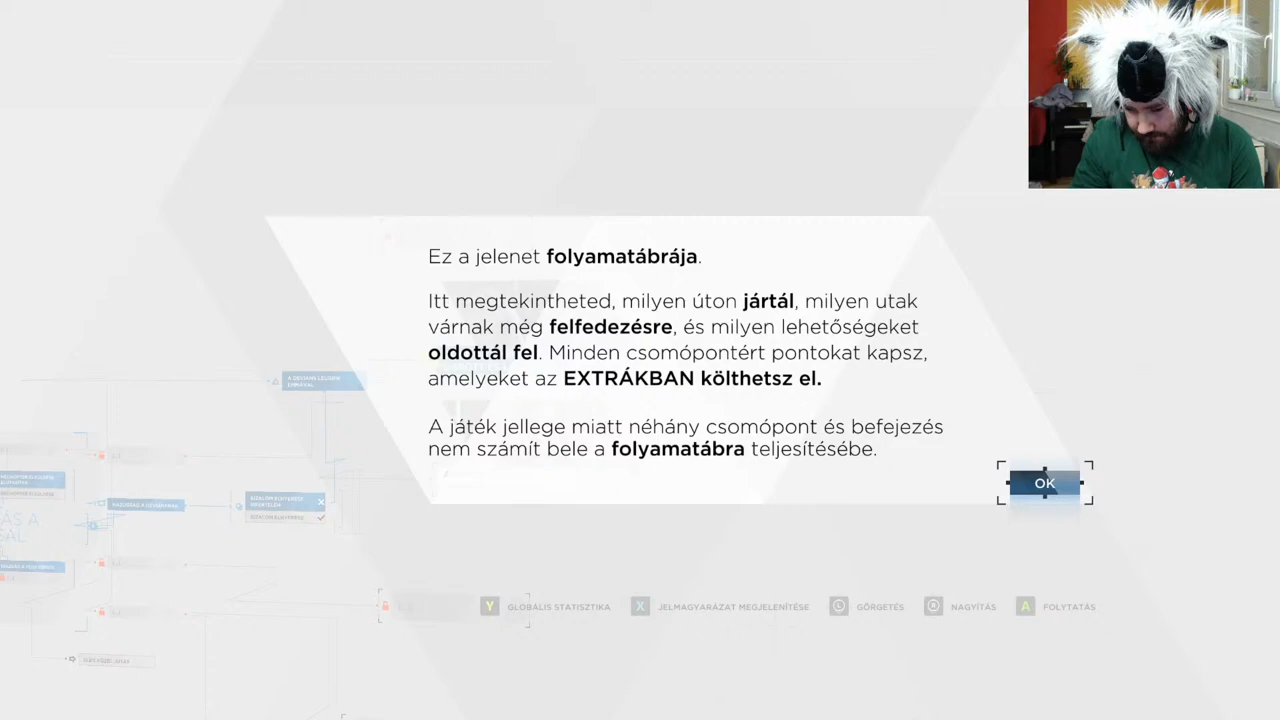 Ez a jelenet folyamatábrája.
Itt megtekintheted, milyen úton jártál, milyen utak
várnak még felfedezésre, és milyen lehetőségeket
oldottál fel. Minden csomópontért pontokat kapsz,
amelyeket az EXTRÁKBAN költhetsz el.
A játék jellege miatt néhány csomópont és befejezés
nem számít bele a folyamatábra teljesítésébe.
OK
Y GLOBÁLIS STATISZTIKA
X JELMAGYARÁZAT MEGJELENÍTÉSE
GÖRGETÉS
NAGYÍTÁS
A FOLYTATÁS